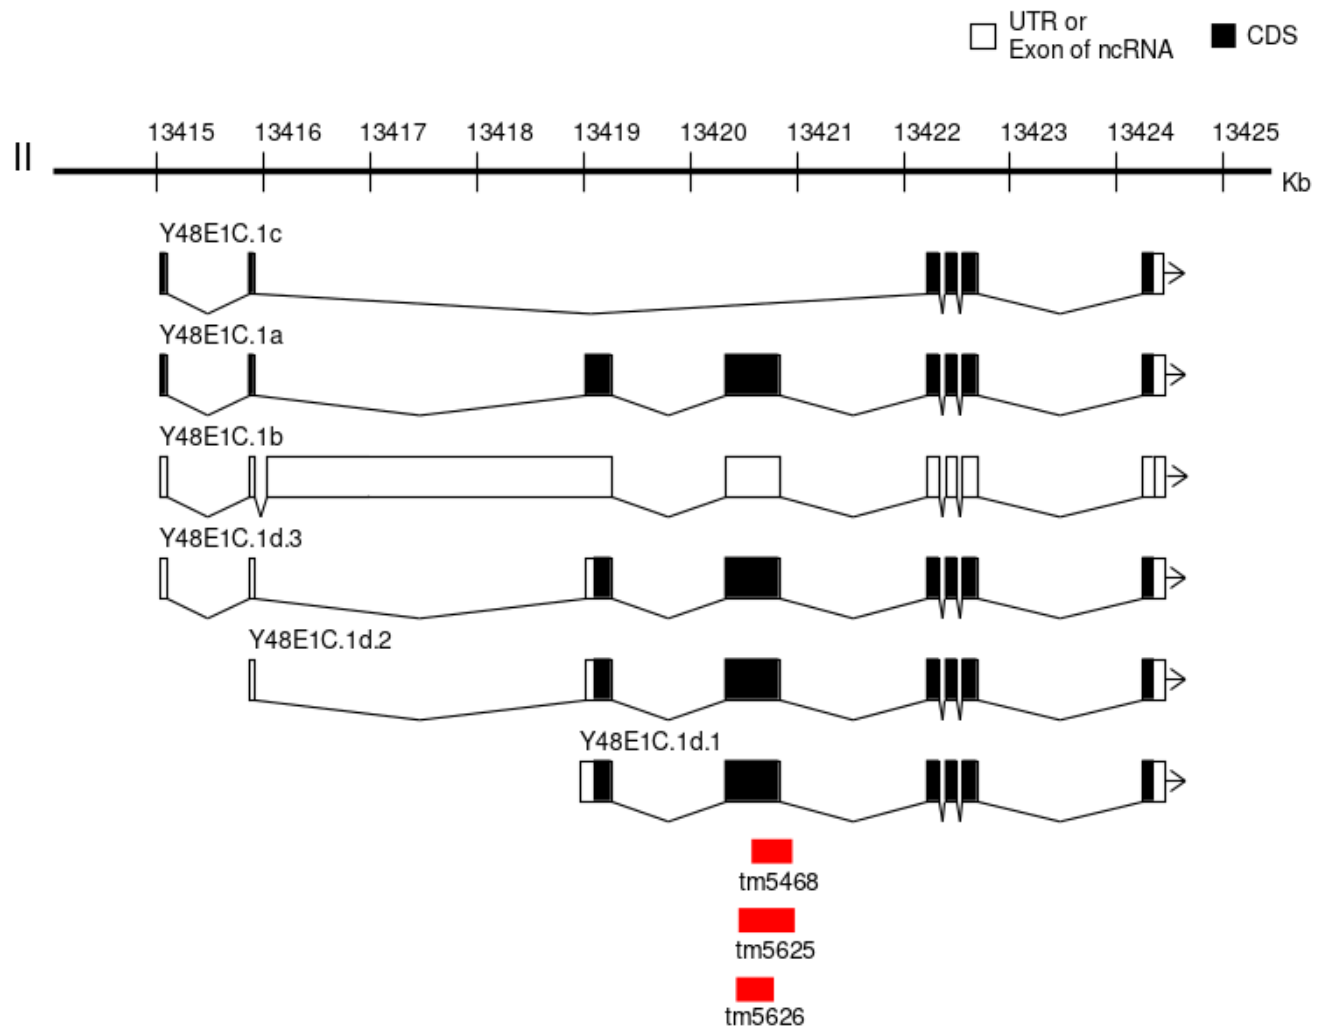 UTR or
Exon of ncRNA
CDS
13415 13416 13417 13418 13419 13420 13421 13422 13423 13424 13425
II
Kb
Y48E1C.1c
Y48E1C.1a
Y48E1C.1b
Y48E1C.1d.3
Y48E1C.1d.2
Y48E1C.1d.1
tm5468
tm5625
tm5626